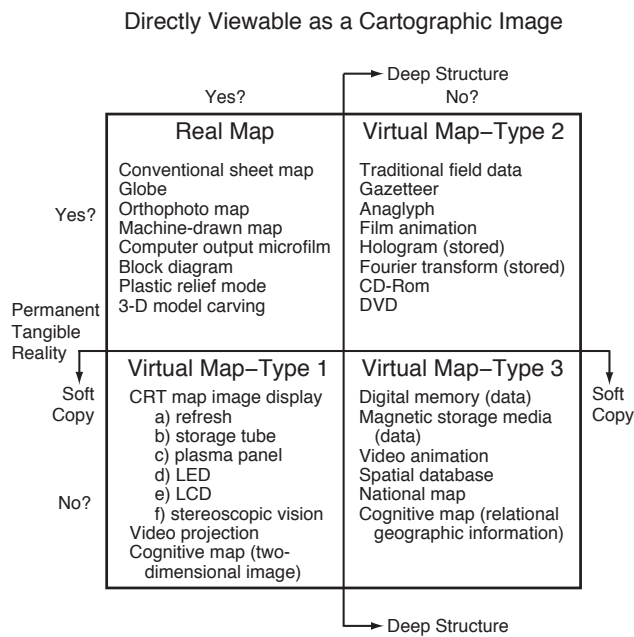 Directly Viewable as a Cartographic Image
Deep Structure
Yes?
No?
Real Map
Conventional sheet map
Globe
Orthophoto map
Machine-drawn map
Computer output microfilm
Block diagram
Plastic relief mode
3-D model carving
Virtual Map–Type 2
Traditional field data
Gazetteer
Anaglyph
Film animation
Hologram (stored)
Fourier transform (stored)
CD-Rom
DVD
Yes?
Permanent
Tangible
Reality
Soft
Copy
No?
Virtual Map–Type 1
CRT map image display
a) refresh
b) storage tube
c) plasma panel
d) LED
e) LCD
f) stereoscopic vision
Video projection
Cognitive map (two-
dimensional image)
Virtual Map–Type 3
Digital memory (data)
Magnetic storage media
(data)
Video animation
Spatial database
National map
Cognitive map (relational
geographic information)
Soft
Copy
Deep Structure